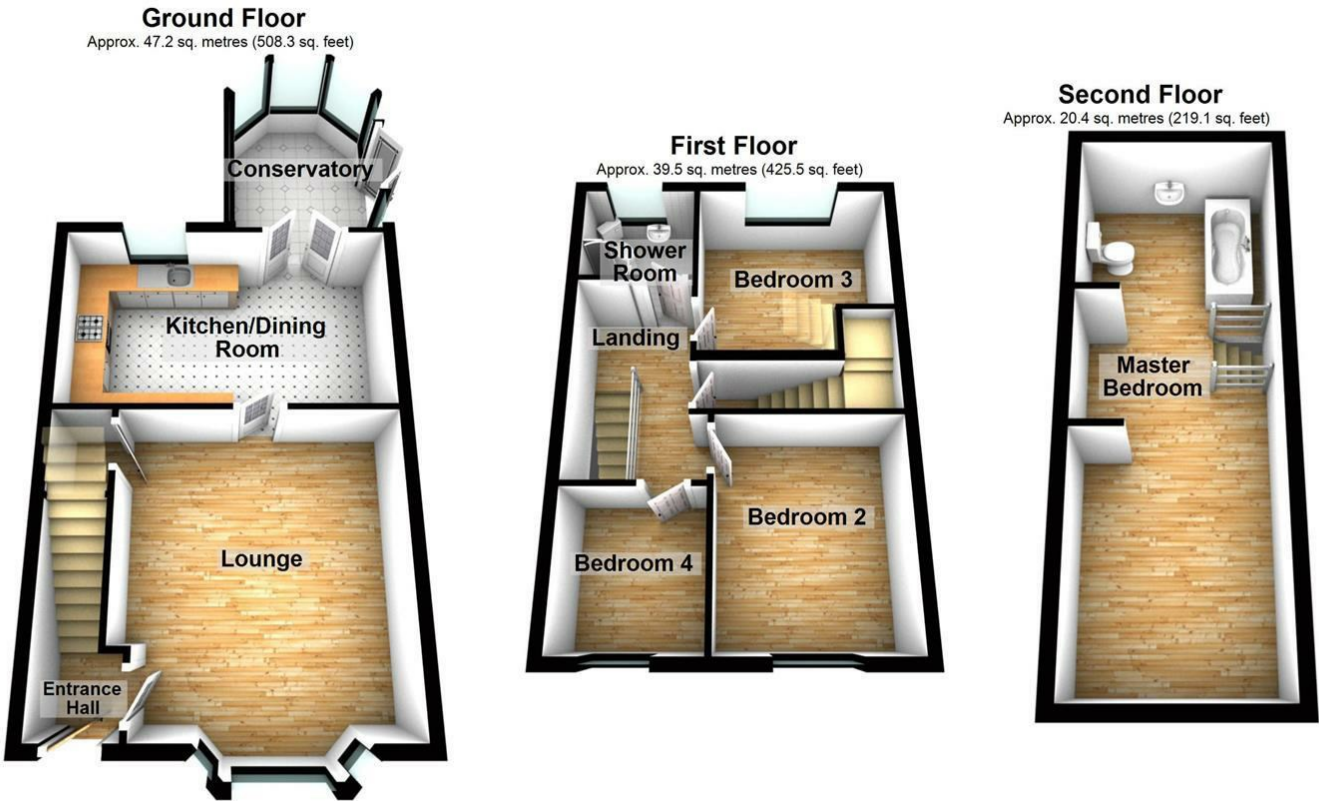 Ground Floor
Approx. 47.2 sq. metres (508.3 sq. feet)
Conservatory
Kitchen/Dining
Room
Lounge
Entrance
Hall
First Floor
Approx. 39.5 sq. metres (425.5 sq. feet)
Shower
Room
Bedroom 3
Landing
Bedroom 2
Bedroom 4
Second Floor
Approx. 20.4 sq. metres (219.1 sq. feet)
Master
Bedroom